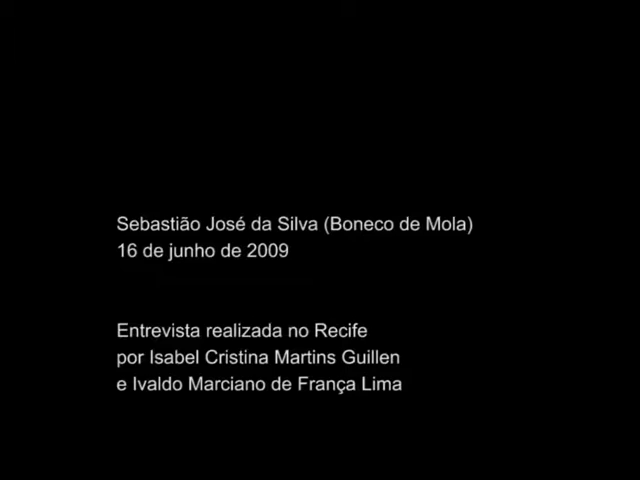 Sebastião José da Silva (Boneco de Mola)
16 de junho de 2009
Entrevista realizada no Recife
por Isabel Cristina Martins Guillen
e Ivaldo Marciano de França Lima